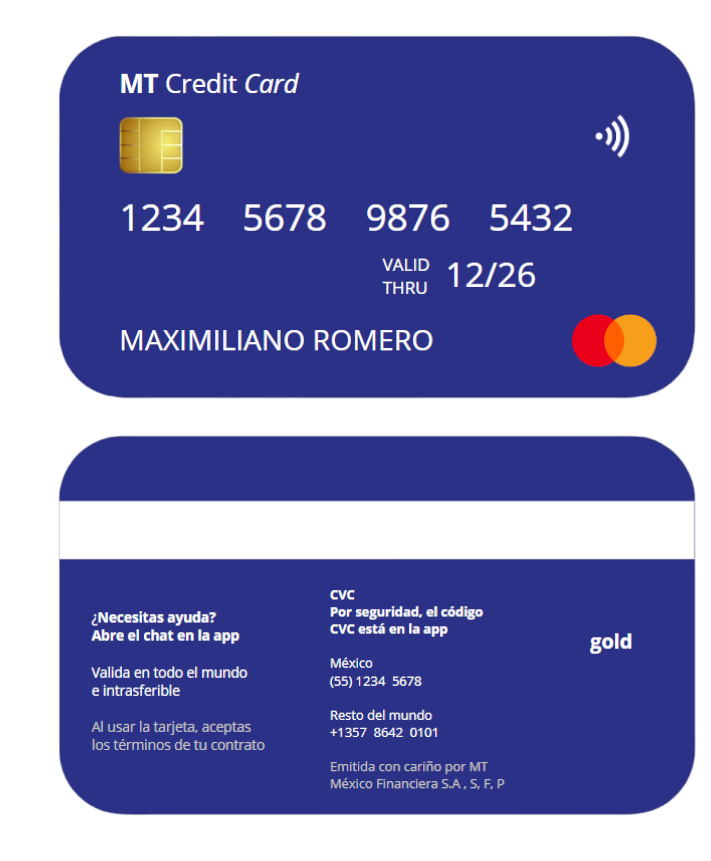 MT Credit Card
1234 5678 9876 5432
VALID
THRU
12/26
MAXIMILIANO ROMERO
¿Necesitas ayuda?
Abre el chat en la app
Valida en todo el mundo
e intrasferible
Al usar la tarjeta, aceptas
los términos de tu contrato
CVC
Por seguridad, el código
CVC está en la app
México
(55) 1234 5678
Resto del mundo
+1357 8642 0101
Emitida con cariño por MT
México Financiera S.A , S, F, P
gold